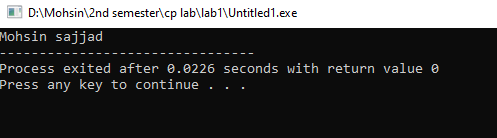 D:\Mohsin\2nd semester\cp lab\lab1\Untitled1.exe
Mohsin sajjad
--------------------------------
Process exited after 0.0226 seconds with return value 0
Press any key to continue . . .